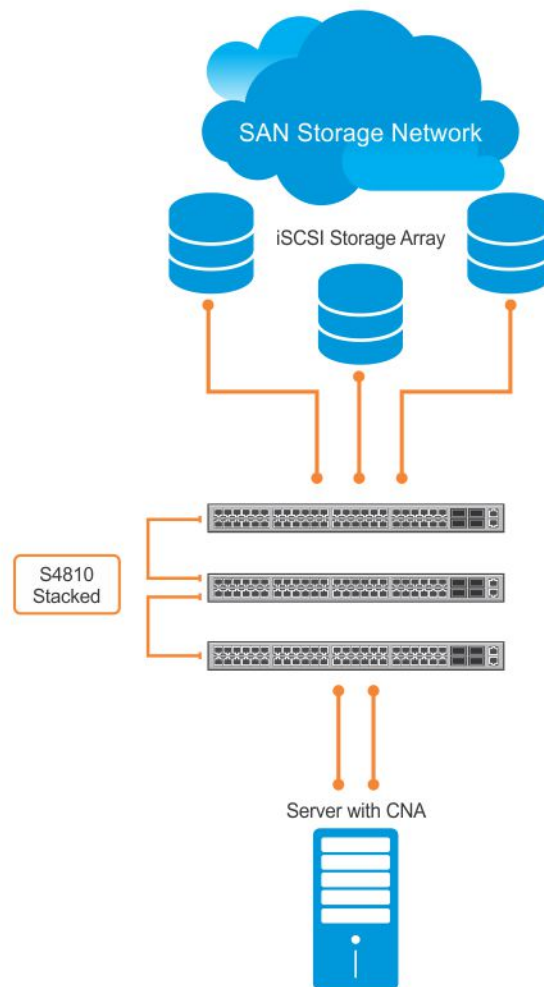 SAN Storage Network
iSCSI Storage Array
S4810
Stacked
Server with CNA